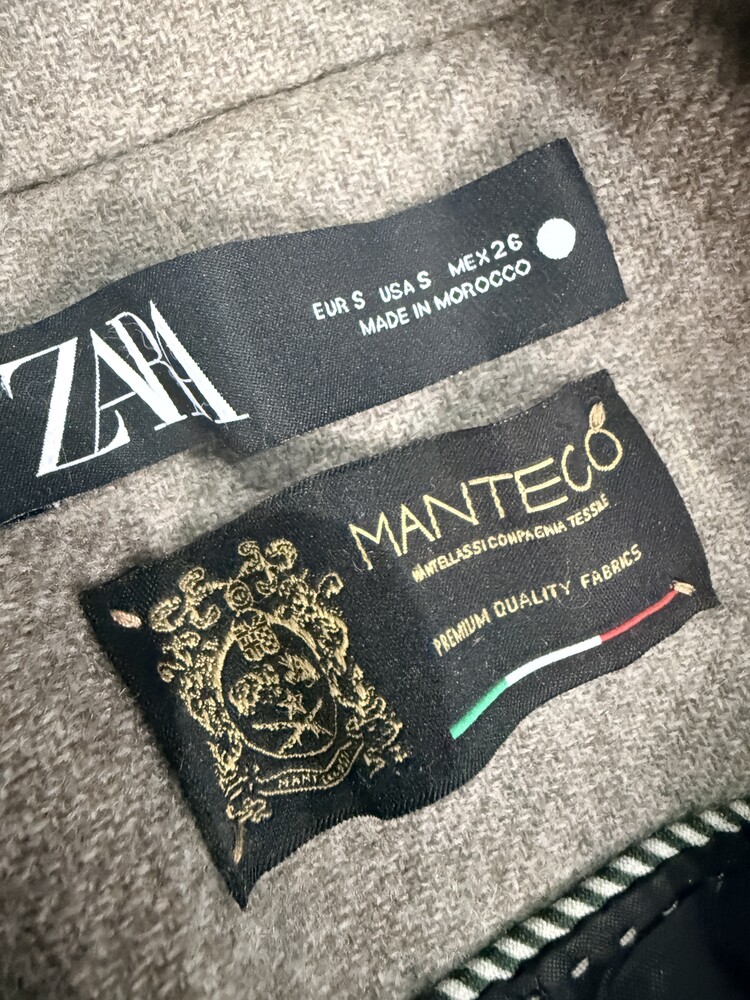 ZARA
EUR S USA S MEX 26
MADE IN MOROCCO
MANTECO
MANTELLASSI COMPAGNIA TESSILE
PREMIUM QUALITY FABRICS